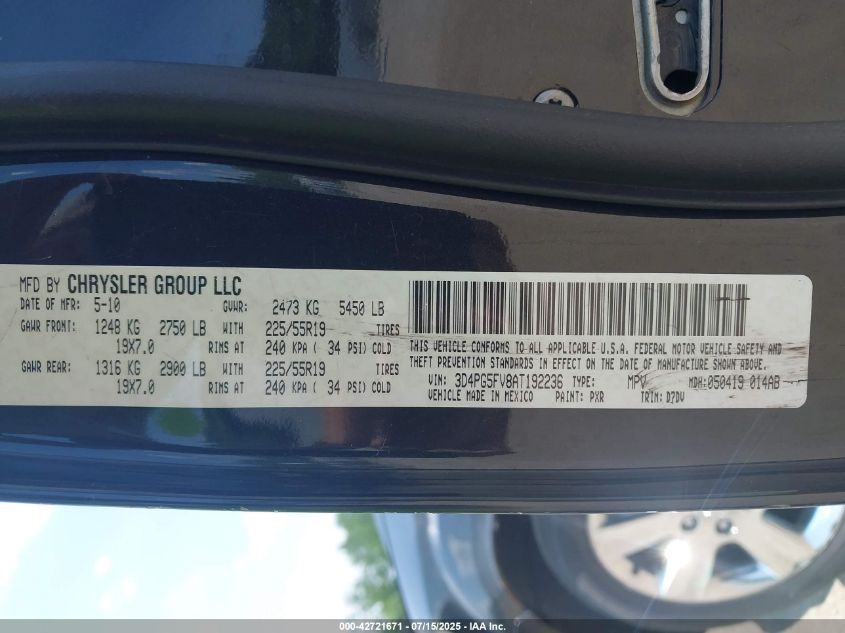 MFD BY CHRYSLER GROUP LLC
DATE OF MFR: 5-10 GVWR: 2473 KG 5450 LB
GAWR FRONT: 1248 KG 2750 LB WITH 225/55R19 TIRES
19X7.0 RIMS AT 240 KPA ( 34 PSI) COLD
GAWR REAR: 1316 KG 2900 LB WITH 225/55R19 TIRES
19X7.0 RIMS AT 240 KPA ( 34 PSI) COLD
THIS VEHICLE CONFORMS TO ALL APPLICABLE U.S.A. FEDERAL MOTOR VEHICLE SAFETY AND
THEFT PREVENTION STANDARDS IN EFFECT ON THE DATE OF MANUFACTURE SHOWN ABOVE.
VIN: 3D4PG5FV8AT192236 TYPE: MPV MDH: 050419 014AB
VEHICLE MADE IN MEXICO PAINT: PXR TRIM: D7DV
000-42721671 - 07/15/2025 - IAA Inc.